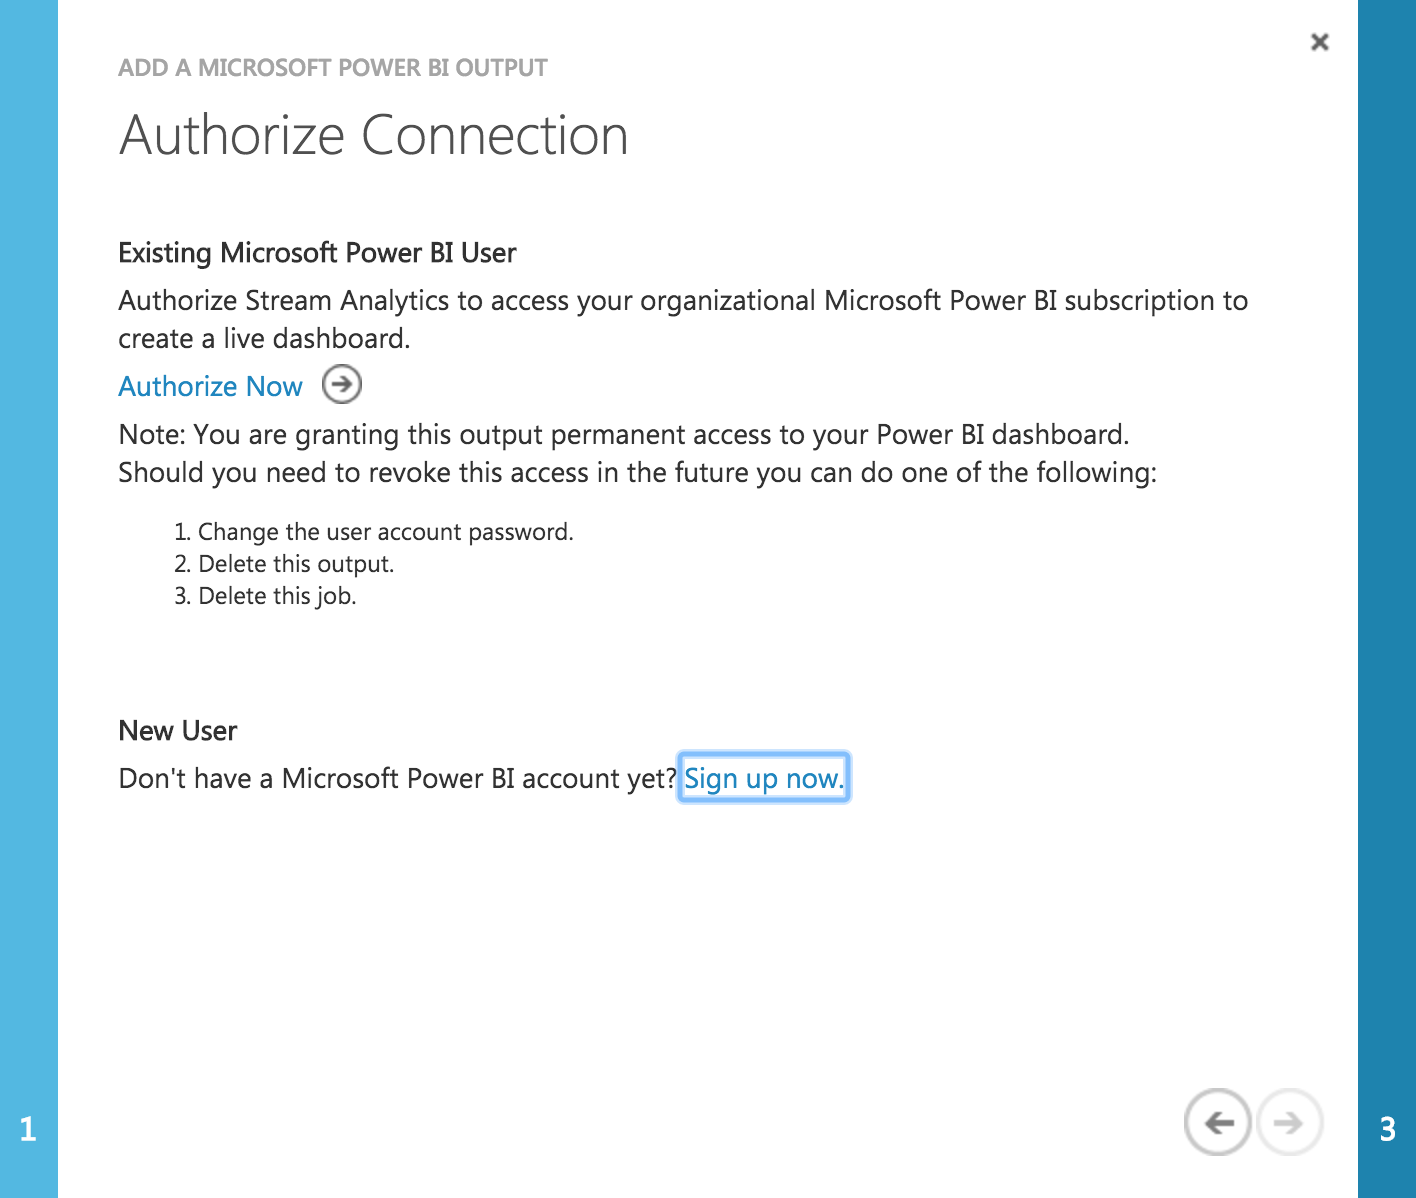 ADD A MICROSOFT POWER BI OUTPUT
Authorize Connection
Existing Microsoft Power BI User
Authorize Stream Analytics to access your organizational Microsoft Power BI subscription to
create a live dashboard.
Authorize Now
Note: You are granting this output permanent access to your Power BI dashboard.
Should you need to revoke this access in the future you can do one of the following:
1. Change the user account password.
2. Delete this output.
3. Delete this job.
New User
Don't have a Microsoft Power BI account yet? Sign up now.
1
3